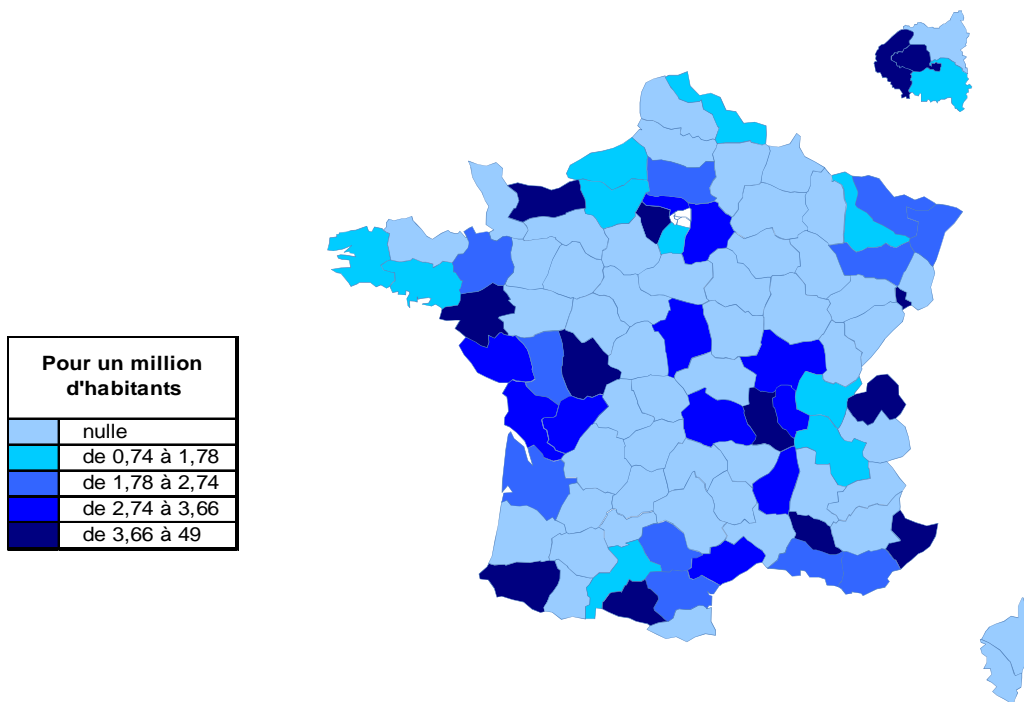 Pour un million
d'habitants
nulle
de 0,74 à 1,78
de 1,78 à 2,74
de 2,74 à 3,66
de 3,66 à 49